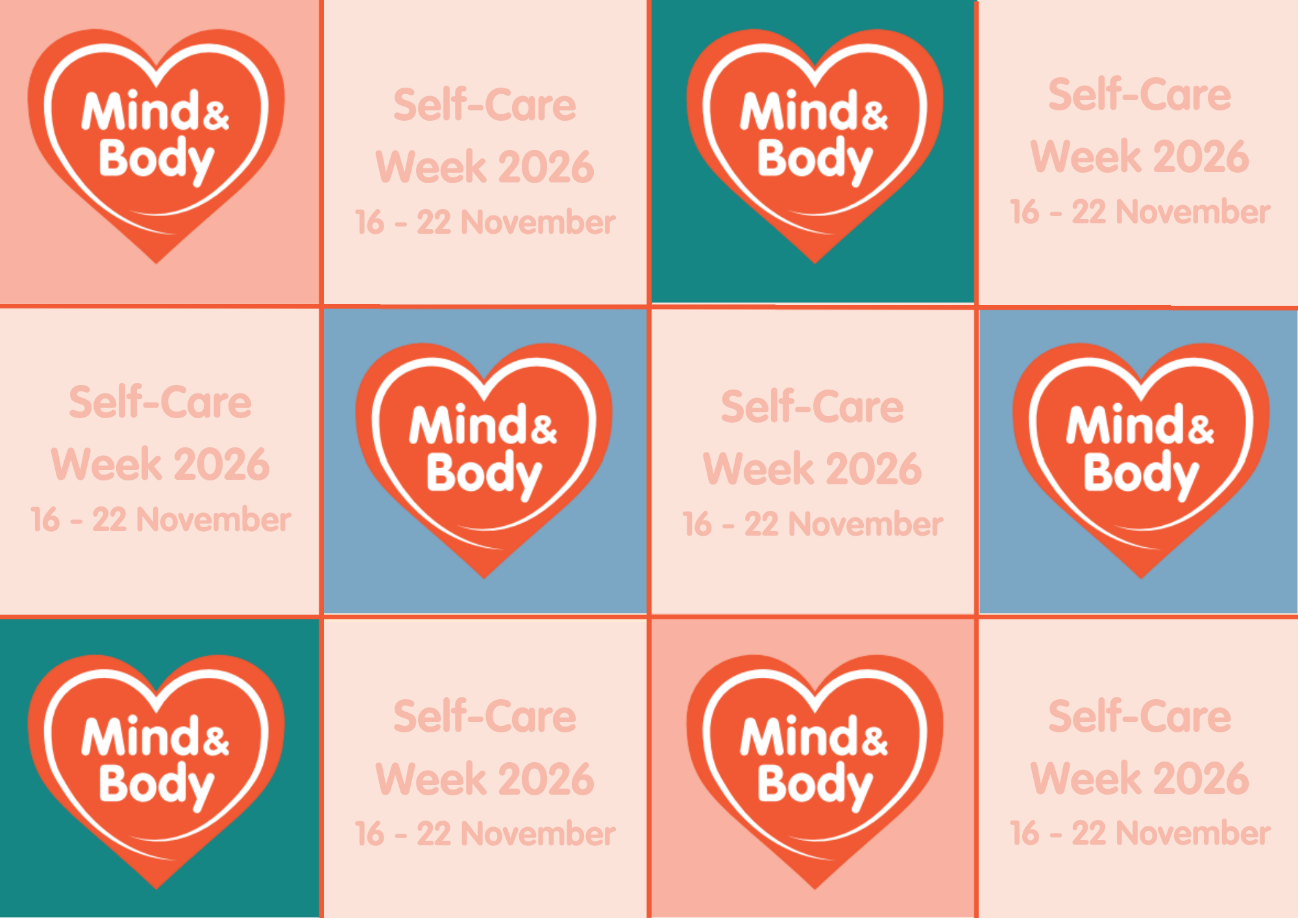 Mind&
Body
Self-Care
Week 2026
16 - 22 November
Mind&
Body
Self-Care
Week 2026
16 - 22 November
Self-Care
Week 2026
16 - 22 November
Mind&
Body
Self-Care
Week 2026
16 - 22 November
Mind&
Body
Mind&
Body
Self-Care
Week 2026
16 - 22 November
Mind&
Body
Self-Care
Week 2026
16 - 22 November